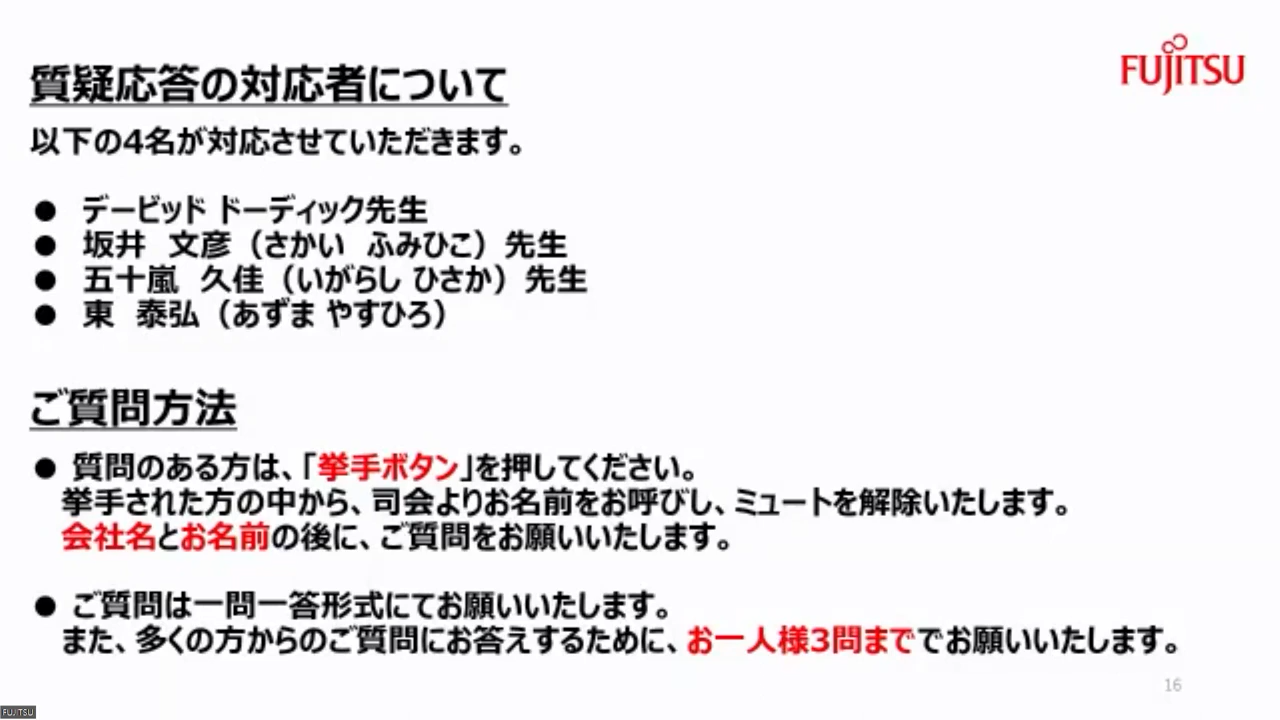 FUJITSU
質疑応答の対応者について
以下の4名が対応させていただきます。
● デービッド ドーディック先生
● 坂井 文彦（さかい ふみひこ）先生
● 五十嵐 久佳（いがらし ひさか）先生
● 東 泰弘（あずま やすひろ）
ご質問方法
● 質問のある方は、「挙手ボタン」を押してください。
挙手された方の中から、司会よりお名前をお呼びし、ミュートを解除いたします。
会社名とお名前の後に、ご質問をお願いいたします。
● ご質問は一問一答形式にてお願いいたします。
また、多くの方からのご質問にお答えするために、お一人様3問まででお願いいたします。
16
FUJITSU